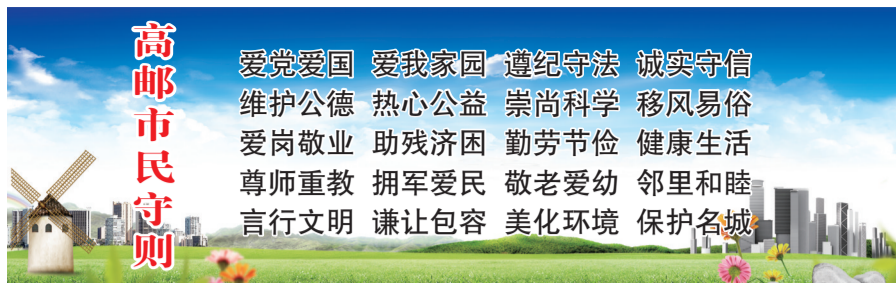 高邮市民守则
爱党爱国 爱我家园 遵纪守法 诚实守信
维护公德 热心公益 崇尚科学 移风易俗
爱岗敬业 助残济困 勤劳节俭 健康生活
尊师重教 拥军爱民 敬老爱幼 邻里和睦
言行文明 谦让包容 美化环境 保护名城